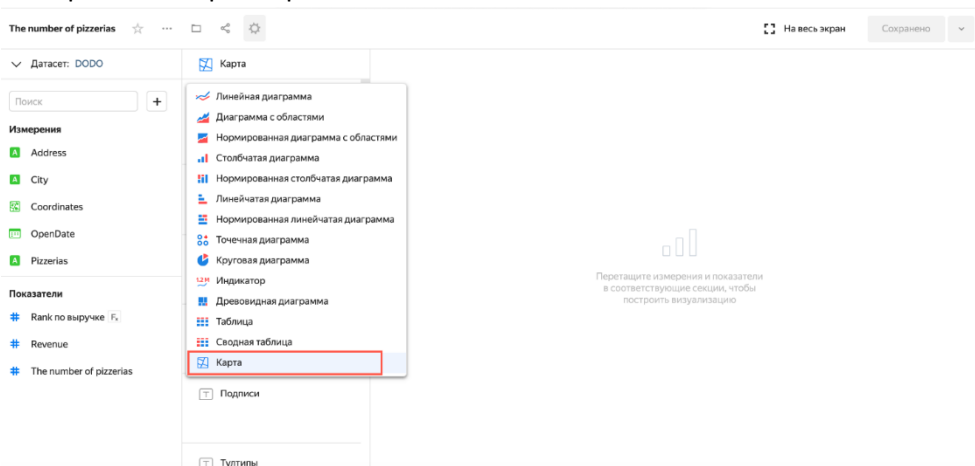 The number of pizzerias
На весь экран
Сохранено
Датасет: DODO
Поиск
Измерения
Address
City
Coordinates
OpenDate
Pizzerias
Показатели
Rank по выручке
Revenue
The number of pizzerias
Карта
Линейная диаграмма
Диаграмма с областями
Нормированная диаграмма с областями
Столбчатая диаграмма
Нормированная столбчатая диаграмма
Линейчатая диаграмма
Нормированная линейчатая диаграмма
Точечная диаграмма
Круговая диаграмма
Индикатор
Древовидная диаграмма
Таблица
Сводная таблица
Карта
Подписи
Тултипы
Перетащите измерения и показатели
в соответствующие секции, чтобы
построить визуализацию